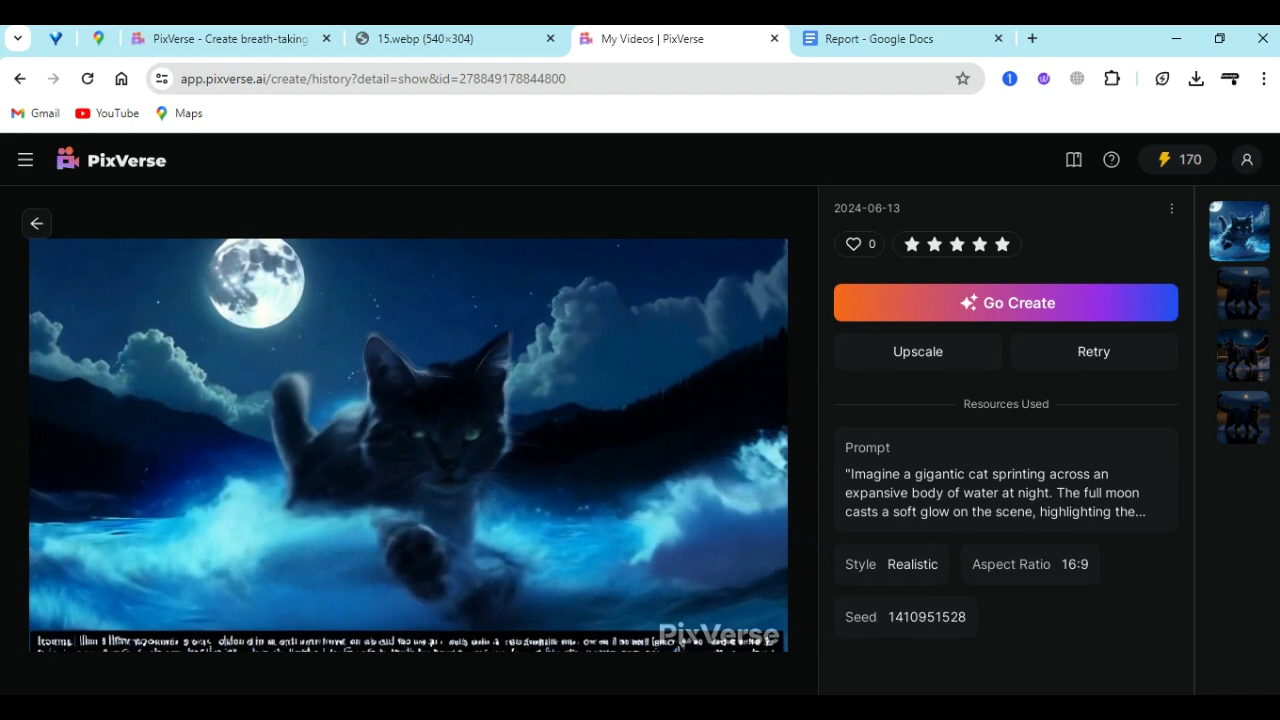 PixVerse - Create breath-taking
15.webp (540×304)
My Videos | PixVerse
Report - Google Docs
app.pixverse.ai/create/history?detail=show&id=278849178844800
Gmail
YouTube
Maps
PixVerse
170
2024-06-13
0
Go Create
Upscale
Retry
Resources Used
Prompt
"Imagine a gigantic cat sprinting across an
expansive body of water at night. The full moon
casts a soft glow on the scene, highlighting the...
Style Realistic
Aspect Ratio 16:9
Seed 1410951528
PixVerse